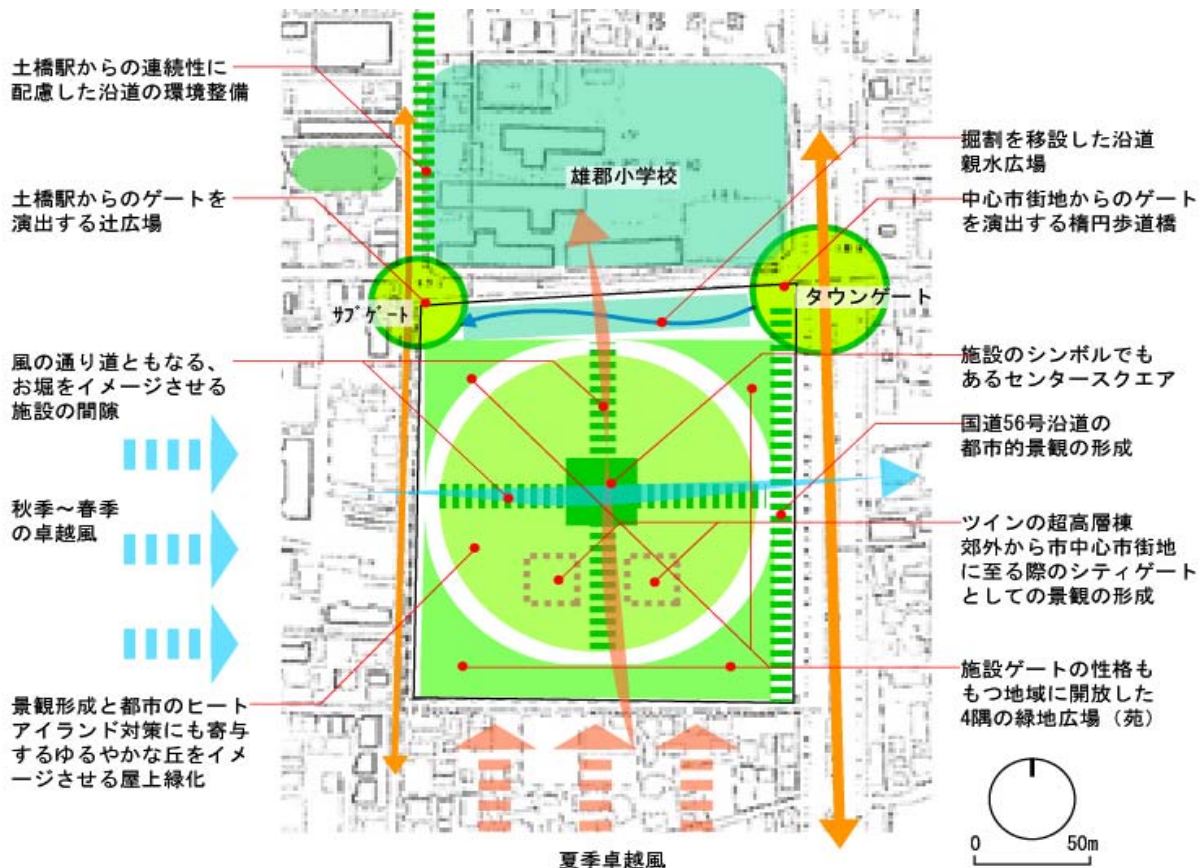 土橋駅からの連続性に
配慮した沿道の環境整備
土橋駅からのゲートを
演出する辻広場
風の通り道ともなる、
お堀をイメージさせる
施設の間隙
秋季～春季
の卓越風
景観形成と都市のヒート
アイランド対策にも寄与
するゆるやかな丘をイメ
ージさせる屋上緑化
雄郡小学校
サブゲート
タウンゲート
掘割を移設した沿道
親水広場
中心市街地からのゲート
を演出する楕円歩道橋
施設のシンボルでも
あるセンタースクエア
国道56号沿道の
都市的景観の形成
ツインの超高層棟
郊外から市中心市街地
に至る際のシティゲート
としての景観の形成
施設ゲートの性格も
もつ地域に開放した
4隅の緑地広場（苑）
夏季卓越風
0 50m